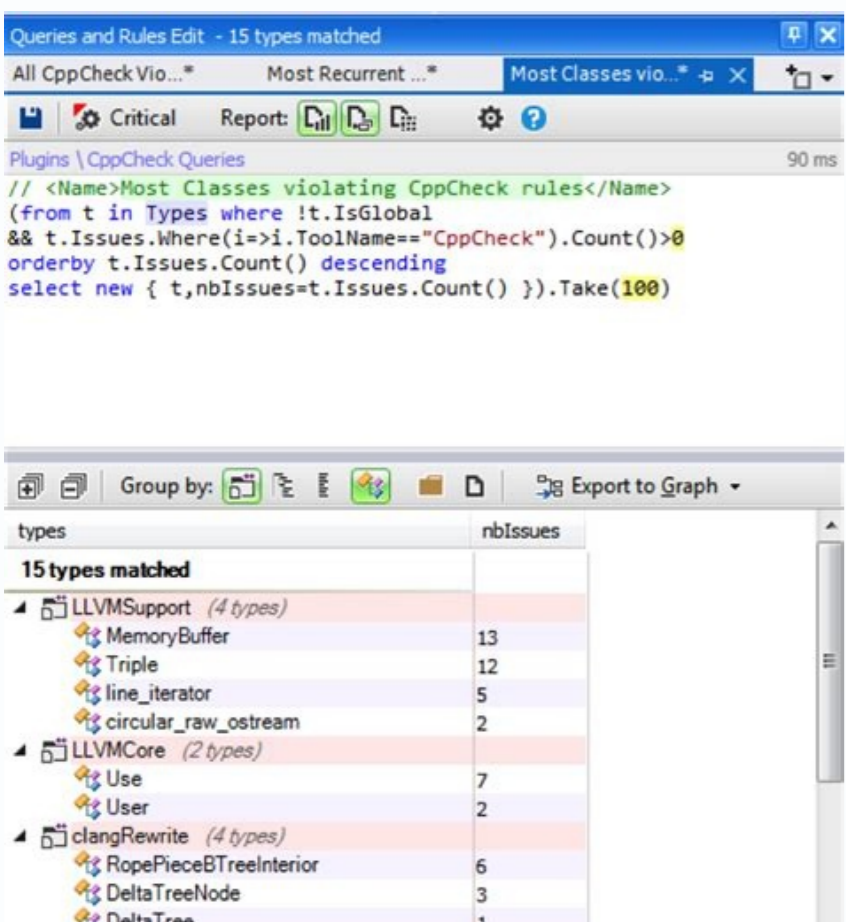 Queries and Rules Edit - 15 types matched
All CppCheck Vio...* Most Recurrent ...* Most Classes vio...*
Critical Report:
Plugins \ CppCheck Queries 90 ms
// <Name>Most Classes violating CppCheck rules</Name>
(from t in Types where !t.IsGlobal
&& t.Issues.Where(i=>i.ToolName=="CppCheck").Count()>0
orderby t.Issues.Count() descending
select new { t,nbIssues=t.Issues.Count() }).Take(100)
Group by: Export to Graph
types nbIssues
15 types matched
LLVMSupport (4 types)
MemoryBuffer 13
Triple 12
line_iterator 5
circular_raw_ostream 2
LLVMCore (2 types)
Use 7
User 2
clangRewrite (4 types)
RopePieceBTreeInterior 6
DeltaTreeNode 3
DeltaTree 1